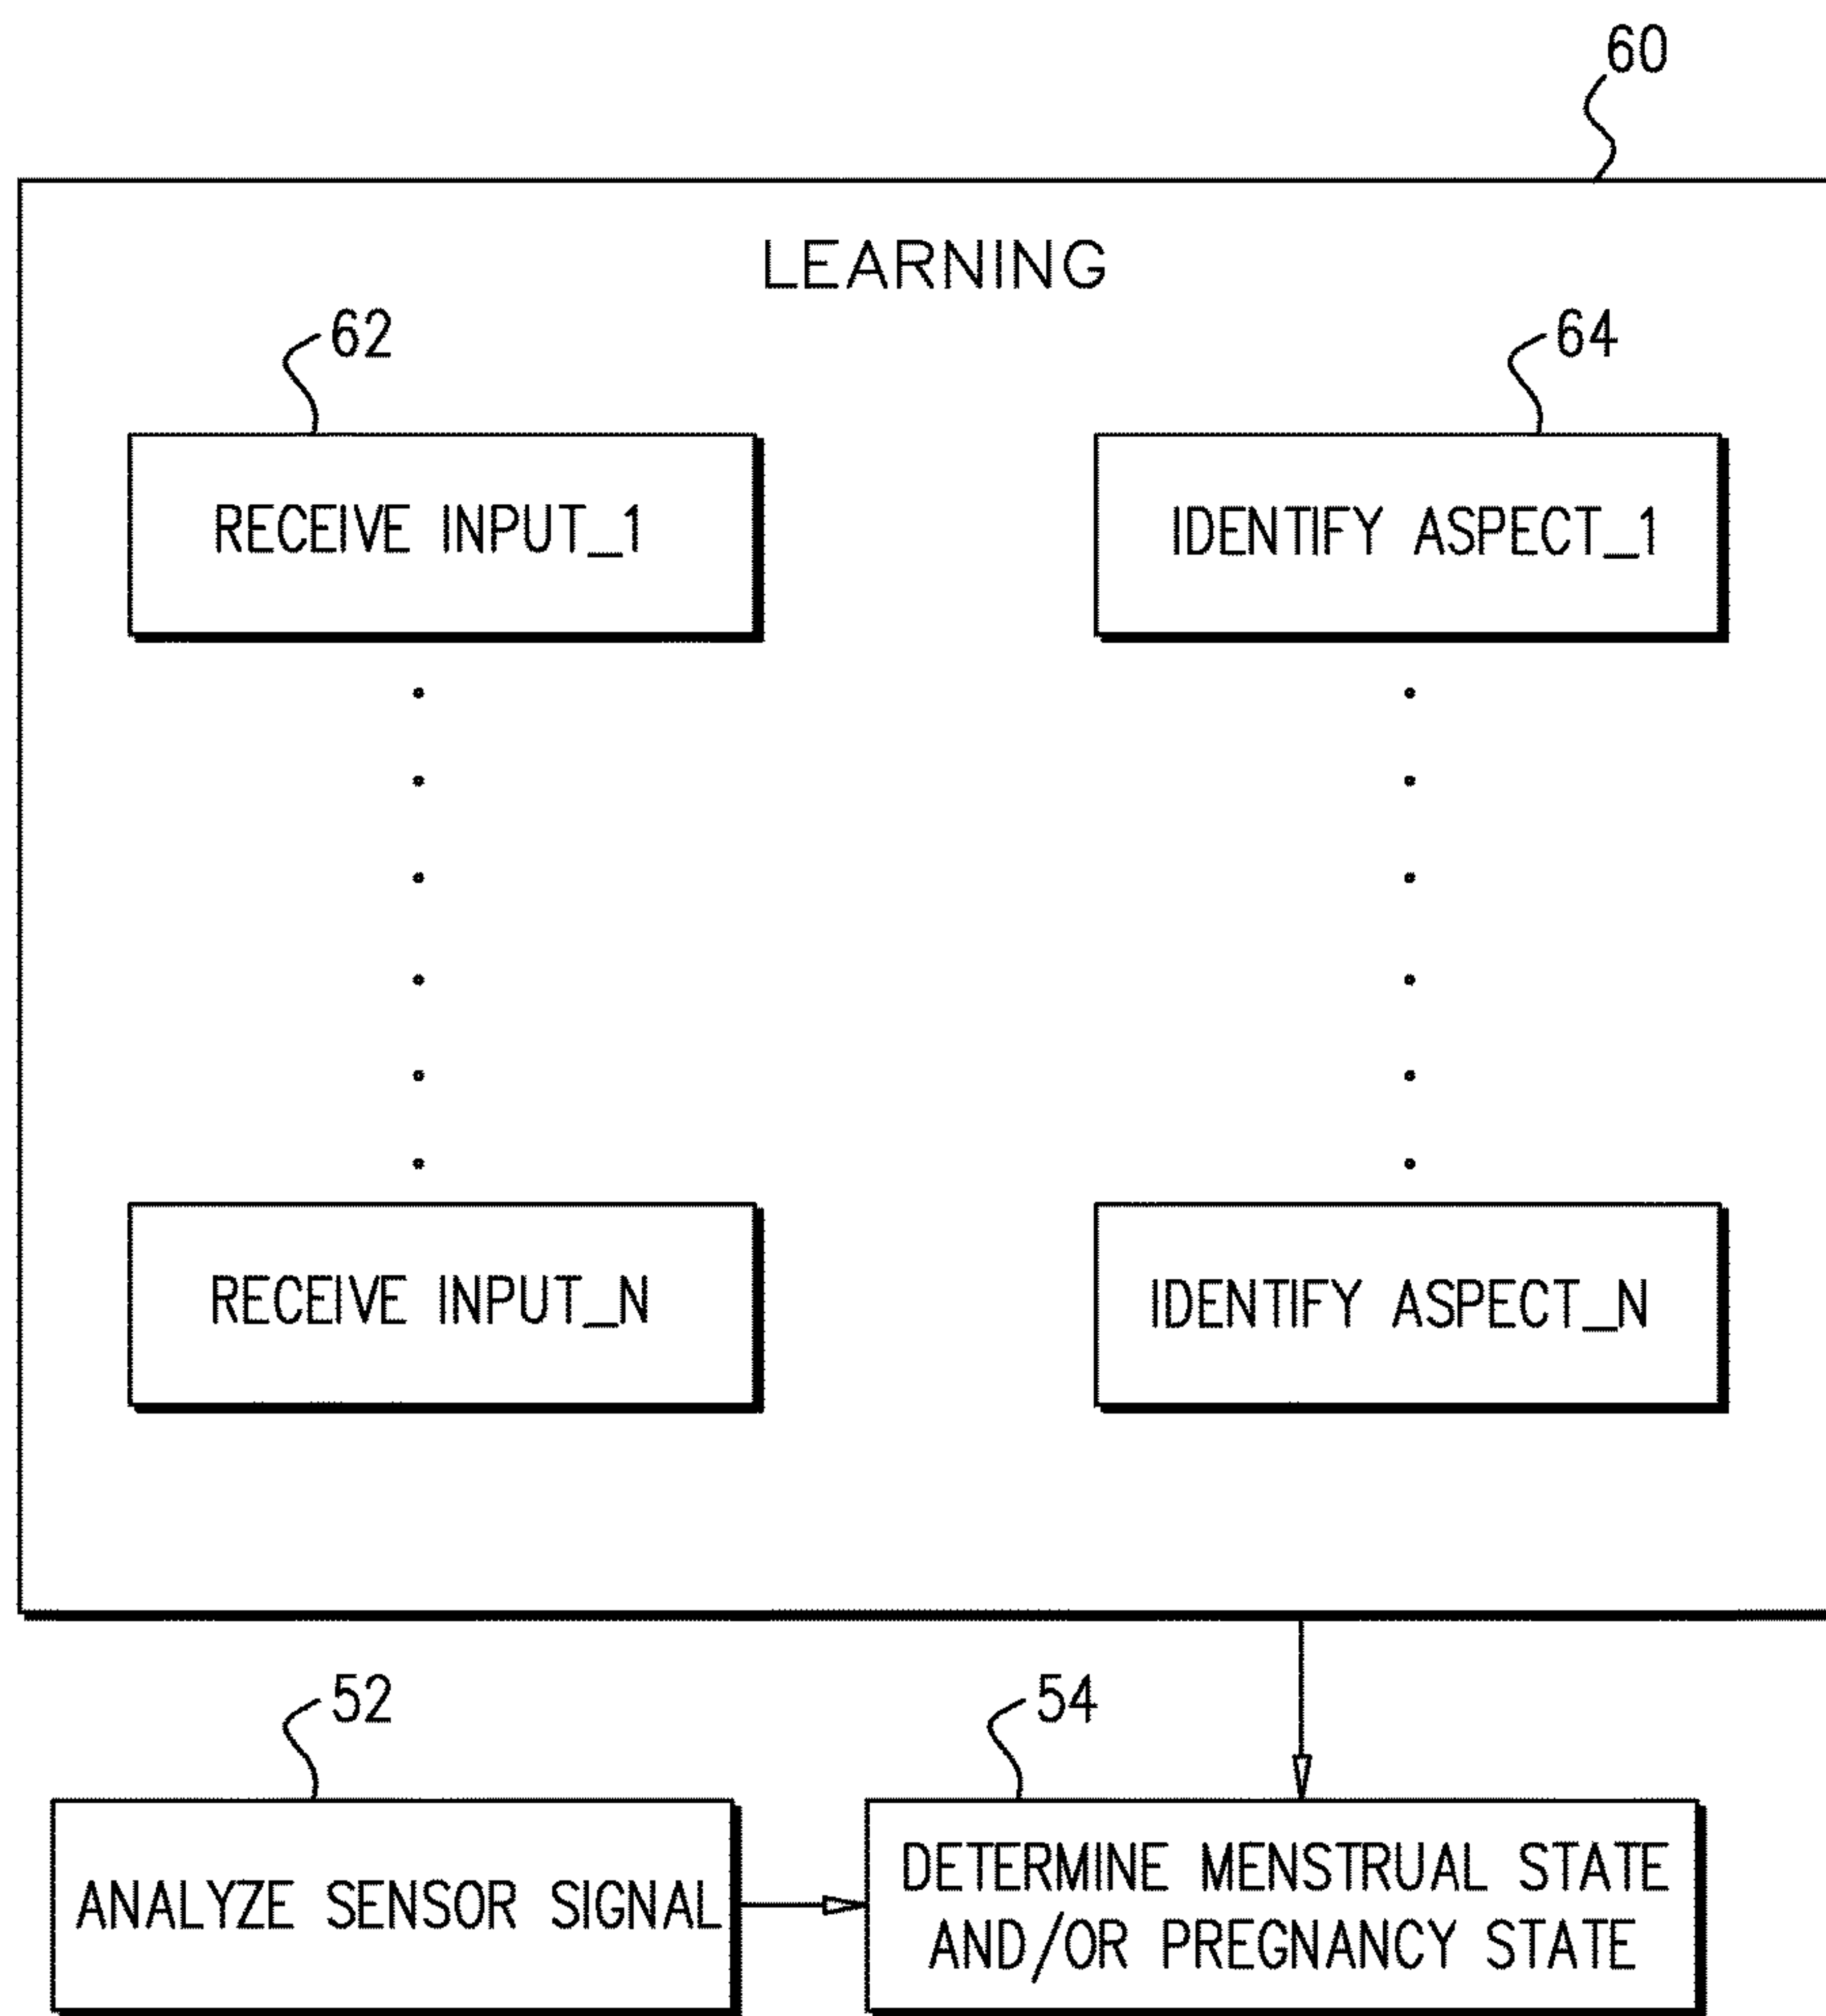 60
LEARNING
62
64
RECEIVE INPUT_1
IDENTIFY ASPECT_1
RECEIVE INPUT_N
IDENTIFY ASPECT_N
52
54
ANALYZE SENSOR SIGNAL
DETERMINE MENSTRUAL STATE
AND/OR PREGNANCY STATE